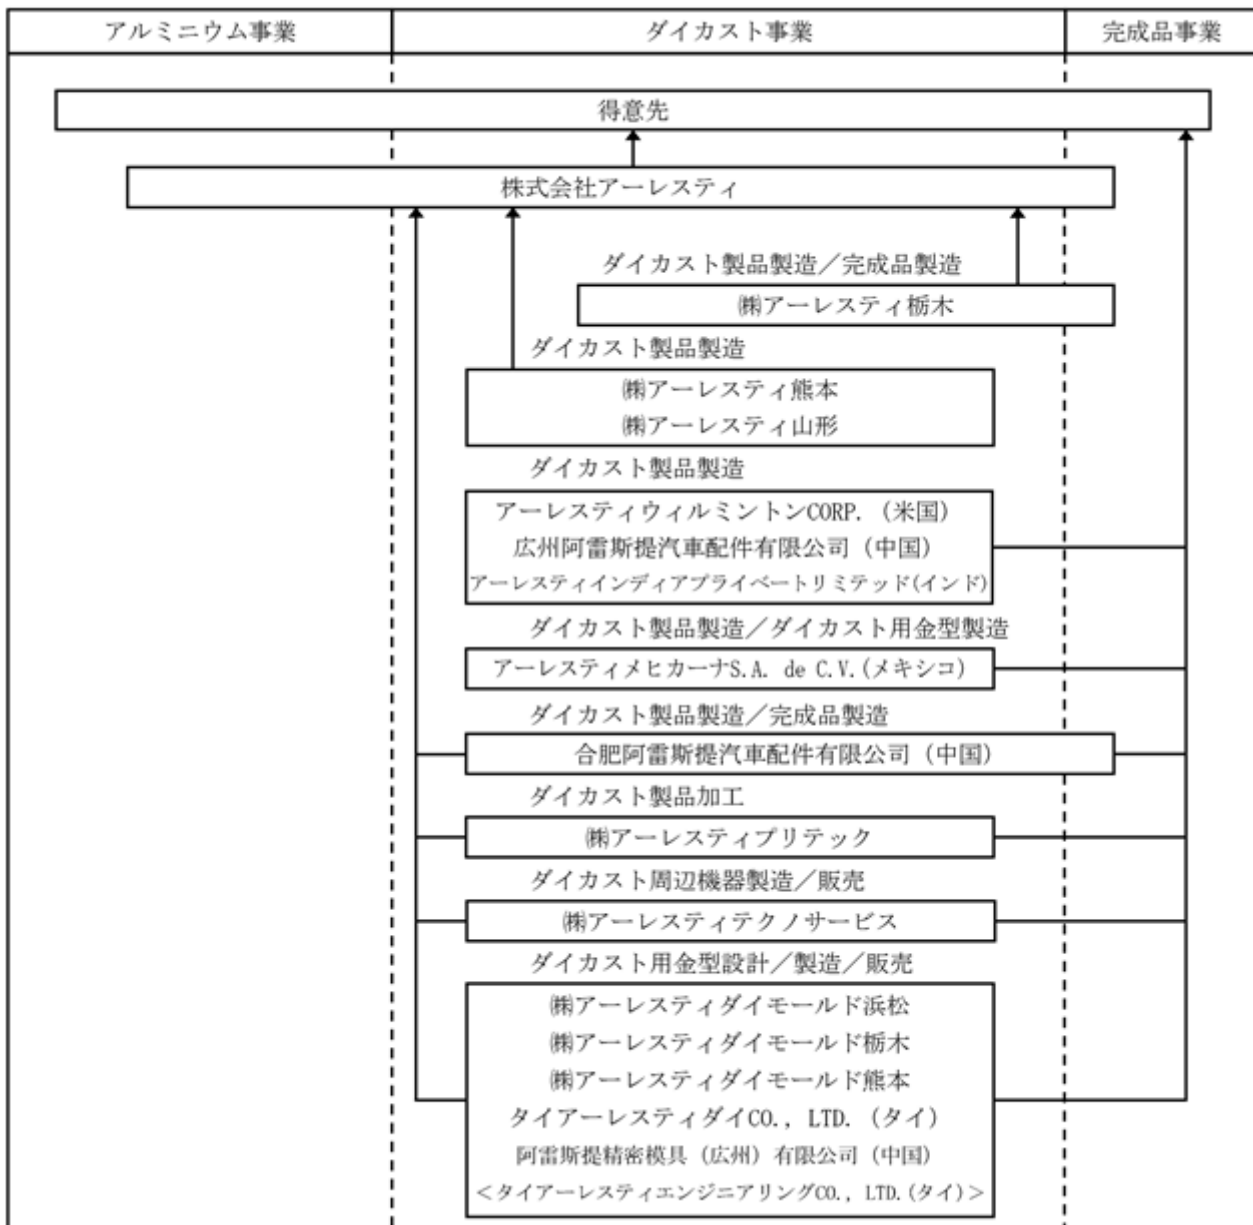 アルミニウム事業
ダイカスト事業
完成品事業
得意先
株式会社アーレスティ
ダイカスト製品製造／完成品製造
㈱アーレスティ栃木
ダイカスト製品製造
㈱アーレスティ熊本
㈱アーレスティ山形
ダイカスト製品製造
アーレスティウィルミントンCORP.（米国）
広州阿雷斯提汽車配件有限公司（中国）
アーレスティインディアプライベートリミテッド(インド)
ダイカスト製品製造／ダイカスト用金型製造
アーレスティメヒカーナS.A. de C.V.(メキシコ)
ダイカスト製品製造／完成品製造
合肥阿雷斯提汽車配件有限公司（中国）
ダイカスト製品加工
㈱アーレスティプリテック
ダイカスト周辺機器製造／販売
㈱アーレスティテクノサービス
ダイカスト用金型設計／製造／販売
㈱アーレスティダイモールド浜松
㈱アーレスティダイモールド栃木
㈱アーレスティダイモールド熊本
タイアーレスティダイCO., LTD.（タイ）
阿雷斯提精密模具（広州）有限公司（中国）
＜タイアーレスティエンジニアリングCO., LTD.(タイ)＞